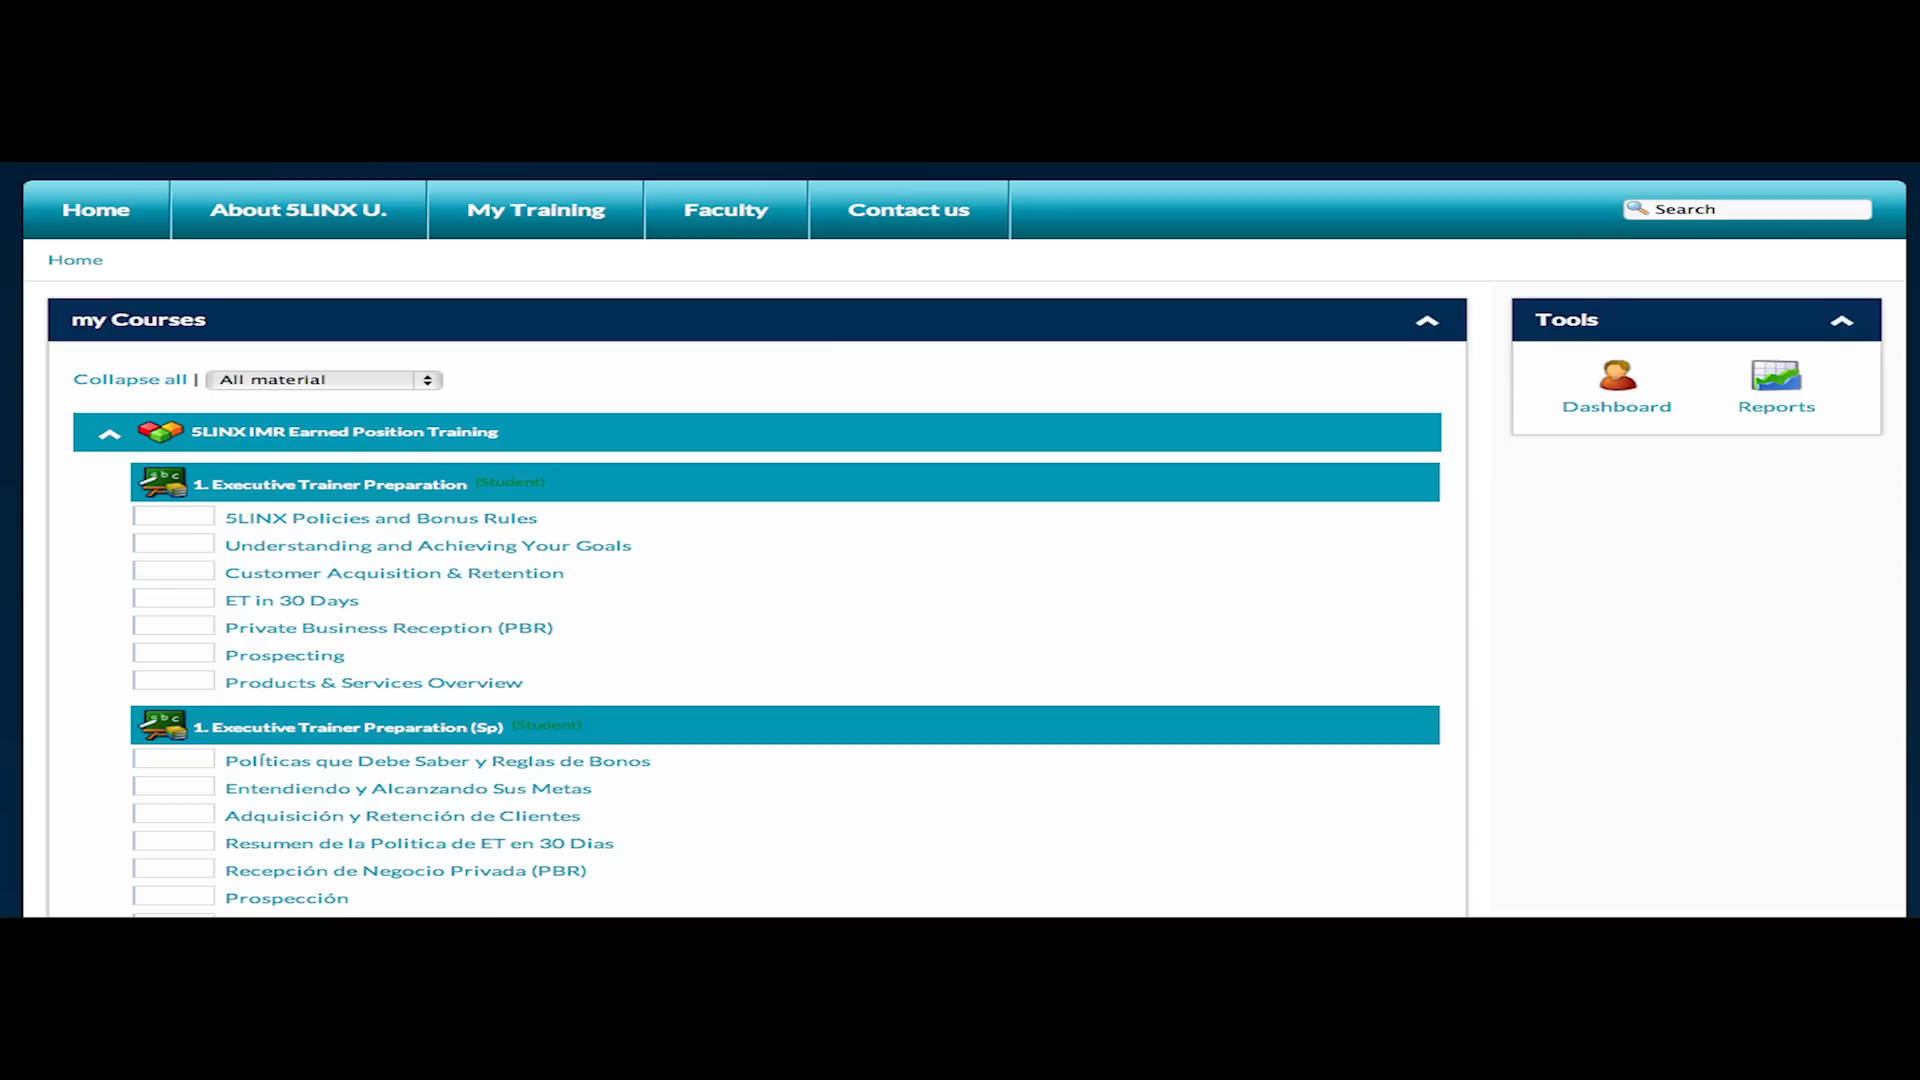 Home About 5LINX U. My Training Faculty Contact us Search
Home
my Courses
Tools
Collapse all | All material
Dashboard Reports
5LINX IMR Earned Position Training
abc 1. Executive Trainer Preparation (Student)
5LINX Policies and Bonus Rules
Understanding and Achieving Your Goals
Customer Acquisition & Retention
ET in 30 Days
Private Business Reception (PBR)
Prospecting
Products & Services Overview
abc 1. Executive Trainer Preparation (Sp) (Student)
PolÍticas que Debe Saber y Reglas de Bonos
Entendiendo y Alcanzando Sus Metas
Adquisición y Retención de Clientes
Resumen de la Politica de ET en 30 Dias
Recepción de Negocio Privada (PBR)
Prospección